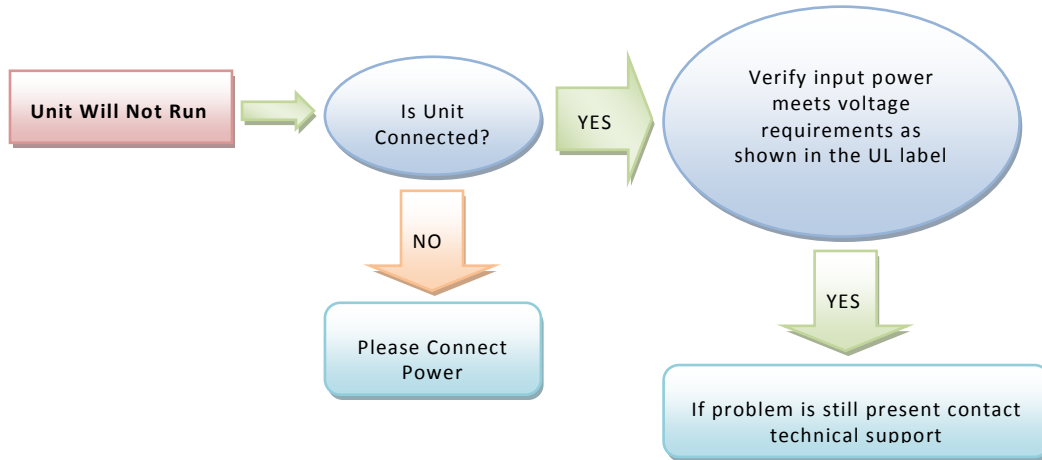 Unit Will Not Run
Is Unit
Connected?
YES
Verify input power
meets voltage
requirements as
shown in the UL label
NO
Please Connect
Power
YES
If problem is still present contact
technical support